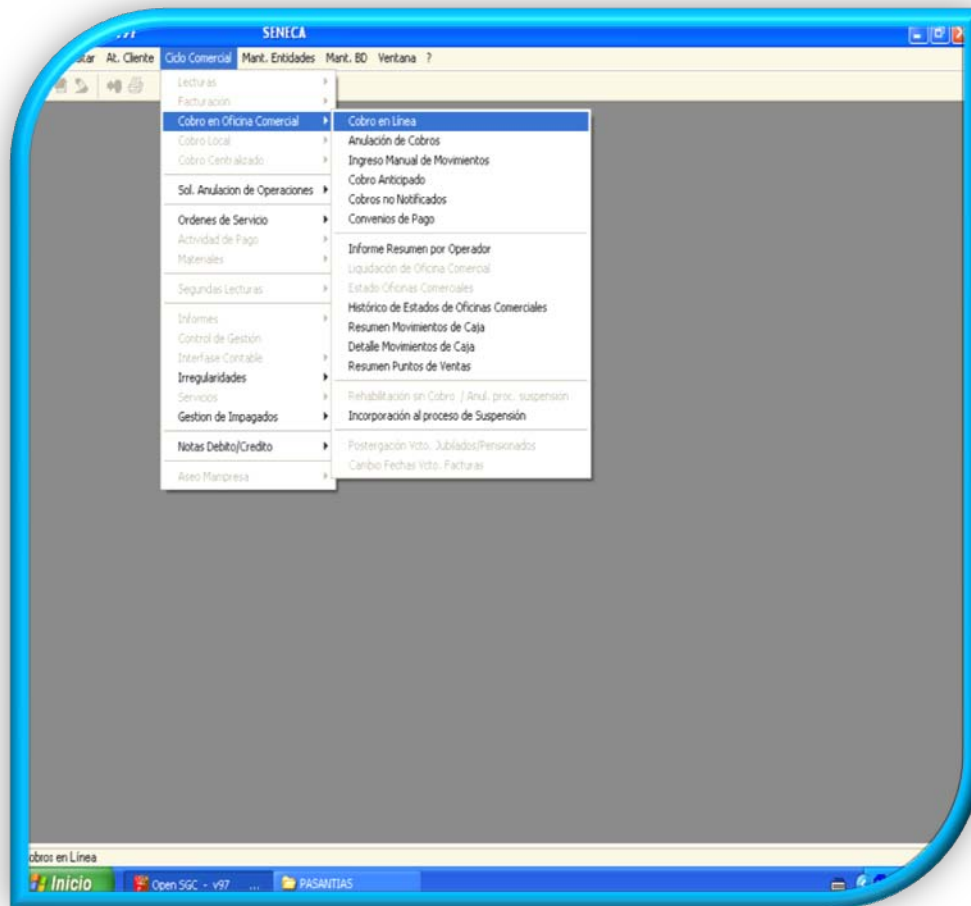 SENECA
At. Cliente Ciclo Comercial Mant. Entidades Mant. BD Ventana ?
Lecturas
Facturacion
Cobro en Oficina Comercial
Cobro Local
Cobro Centralizado
Sol. Anulacion de Operaciones
Ordenes de Servicio
Actividad de Pago
Materiales
Segundas Lecturas
Informes
Control de Gestión
Interfase Contable
Irregularidades
Servicios
Gestion de Impagados
Notas Debito/Credito
Aseo Manpresa
Cobro en Línea
Anulación de Cobros
Ingreso Manual de Movimientos
Cobro Anticipado
Cobros no Notificados
Convenios de Pago
Informe Resumen por Operador
Liquidación de Oficina Comercial
Estado Oficinas Comerciales
Histórico de Estados de Oficinas Comerciales
Resumen Movimientos de Caja
Detalle Movimientos de Caja
Resumen Puntos de Ventas
Rehabilitación sin Cobro / Anul. proc. suspensión
Incorporación al proceso de Suspensión
Postergación Vcto. Jubilados/Pensionados
Cambio Fechas Vcto. Facturas
obros en Línea
Inicio Open SGC - v97 ... PASANTIAS